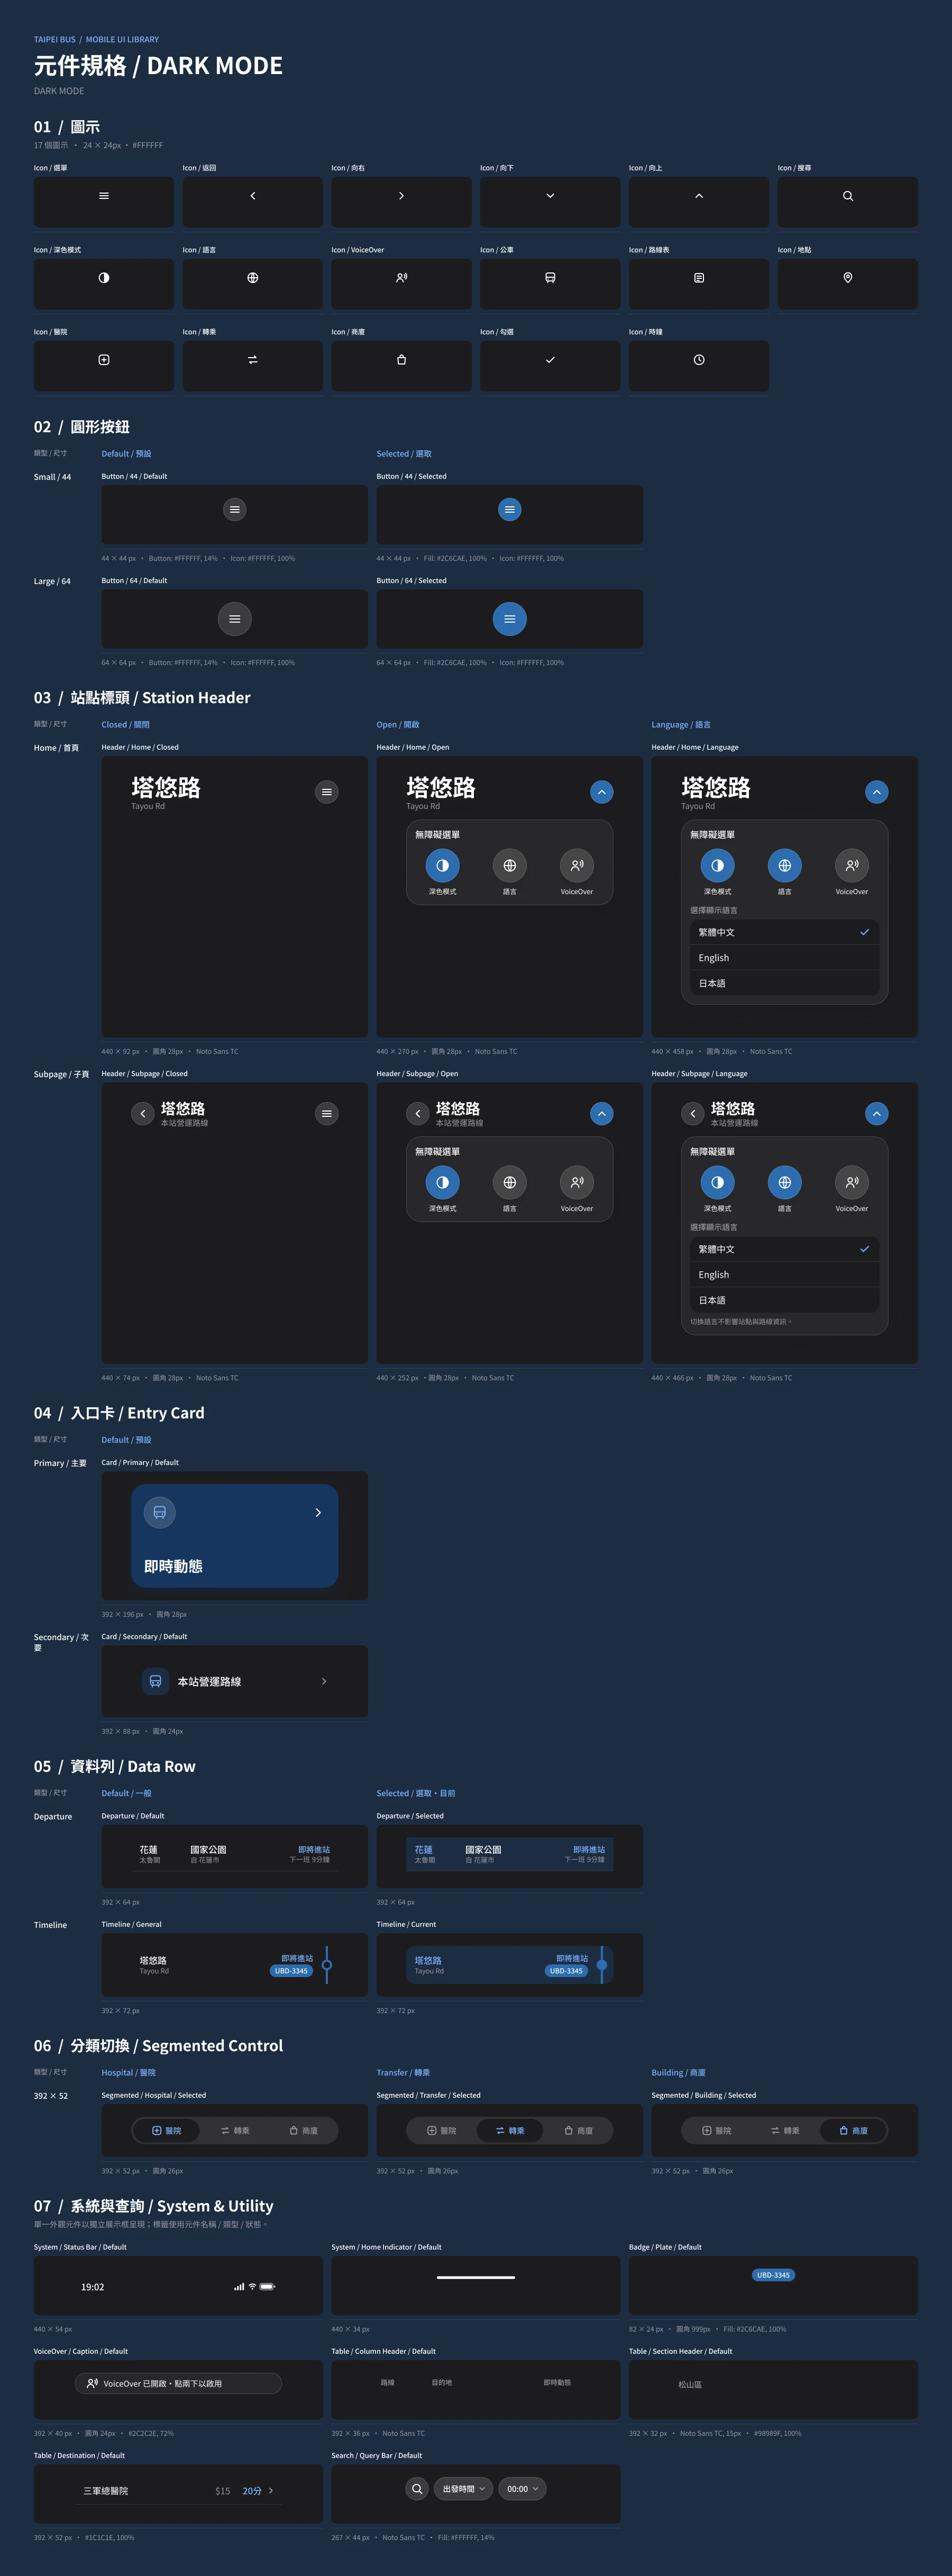 TAIPEI BUS / MOBILE UI LIBRARY
元件規格 / DARK MODE
DARK MODE
01 / 圖示
17 個圖示 • 24 × 24px • #FFFFFF
Icon / 選單
Icon / 返回
Icon / 向右
Icon / 向下
Icon / 向上
Icon / 搜尋
Icon / 深色模式
Icon / 語言
Icon / VoiceOver
Icon / 公車
Icon / 路線表
Icon / 地點
Icon / 醫院
Icon / 轉乘
Icon / 商廈
Icon / 勾選
Icon / 時鐘
02 / 圓形按鈕
類型 / 尺寸
Default / 預設
Selected / 選取
Small / 44
Button / 44 / Default
Button / 44 / Selected
44 × 44 px • Button: #FFFFFF, 14% • Icon: #FFFFFF, 100%
44 × 44 px • Fill: #2C6CAE, 100% • Icon: #FFFFFF, 100%
Large / 64
Button / 64 / Default
Button / 64 / Selected
64 × 64 px • Button: #FFFFFF, 14% • Icon: #FFFFFF, 100%
64 × 64 px • Fill: #2C6CAE, 100% • Icon: #FFFFFF, 100%
03 / 站點標頭 / Station Header
類型 / 尺寸
Closed / 關閉
Open / 開啟
Language / 語言
Home / 首頁
Header / Home / Closed
Header / Home / Open
Header / Home / Language
塔悠路
Tayou Rd
塔悠路
Tayou Rd
無障礙選單
深色模式
語言
VoiceOver
塔悠路
Tayou Rd
無障礙選單
深色模式
語言
VoiceOver
選擇顯示語言
繁體中文
English
日本語
440 × 92 px • 圓角 28px • Noto Sans TC
440 × 270 px • 圓角 28px • Noto Sans TC
440 × 458 px • 圓角 28px • Noto Sans TC
Subpage / 子頁
Header / Subpage / Closed
Header / Subpage / Open
Header / Subpage / Language
塔悠路
本站營運路線
塔悠路
本站營運路線
無障礙選單
深色模式
語言
VoiceOver
塔悠路
本站營運路線
無障礙選單
深色模式
語言
VoiceOver
選擇顯示語言
繁體中文
English
日本語
切換語言不影響站點與路線資訊。
440 × 74 px • 圓角 28px • Noto Sans TC
440 × 252 px • 圓角 28px • Noto Sans TC
440 × 466 px • 圓角 28px • Noto Sans TC
04 / 入口卡 / Entry Card
類型 / 尺寸
Default / 預設
Primary / 主要
Card / Primary / Default
即時動態
392 × 196 px • 圓角 28px
Secondary / 次
要
Card / Secondary / Default
本站營運路線
392 × 88 px • 圓角 24px
05 / 資料列 / Data Row
類型 / 尺寸
Default / 一般
Selected / 選取・目前
Departure
Departure / Default
Departure / Selected
花蓮
國家公園
即將進站
太魯閣
自 花蓮市
下一班 9分鐘
花蓮
國家公園
即將進站
太魯閣
自 花蓮市
下一班 9分鐘
392 × 64 px
392 × 64 px
Timeline
Timeline / General
Timeline / Current
塔悠路
即將進站
Tayou Rd
UBD-3345
塔悠路
即將進站
Tayou Rd
UBD-3345
392 × 72 px
392 × 72 px
06 / 分類切換 / Segmented Control
類型 / 尺寸
Hospital / 醫院
Transfer / 轉乘
Building / 商廈
392 × 52
Segmented / Hospital / Selected
Segmented / Transfer / Selected
Segmented / Building / Selected
醫院
轉乘
商廈
醫院
轉乘
商廈
醫院
轉乘
商廈
392 × 52 px • 圓角 26px
392 × 52 px • 圓角 26px
392 × 52 px • 圓角 26px
07 / 系統與查詢 / System & Utility
單一外觀元件以獨立展示框呈現；標籤使用元件名稱 / 類型 / 狀態。
System / Status Bar / Default
System / Home Indicator / Default
Badge / Plate / Default
19:02
UBD-3345
440 × 54 px
440 × 34 px
82 × 24 px • 圓角 999px • Fill: #2C6CAE, 100%
VoiceOver / Caption / Default
Table / Column Header / Default
Table / Section Header / Default
VoiceOver 已開啟・點兩下以啟用
路線
目的地
即時動態
松山區
392 × 40 px • 圓角 24px • #2C2C2E, 72%
392 × 36 px • Noto Sans TC
392 × 32 px • Noto Sans TC, 15px • #98989F, 100%
Table / Destination / Default
Search / Query Bar / Default
三軍總醫院
$15
20分
出發時間
00:00
392 × 52 px • #1C1C1E, 100%
267 × 44 px • Noto Sans TC • Fill: #FFFFFF, 14%